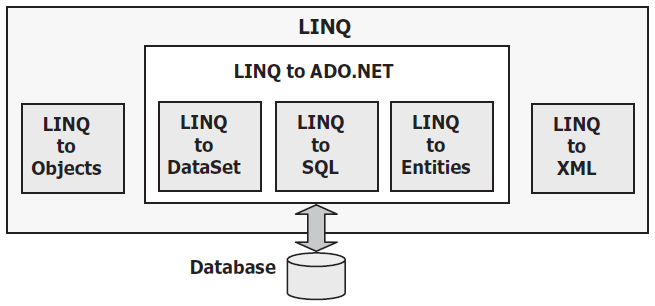 LINQ
LINQ to ADO.NET
LINQ
to
Objects
LINQ
to
DataSet
LINQ
to
SQL
LINQ
to
Entities
LINQ
to
XML
Database